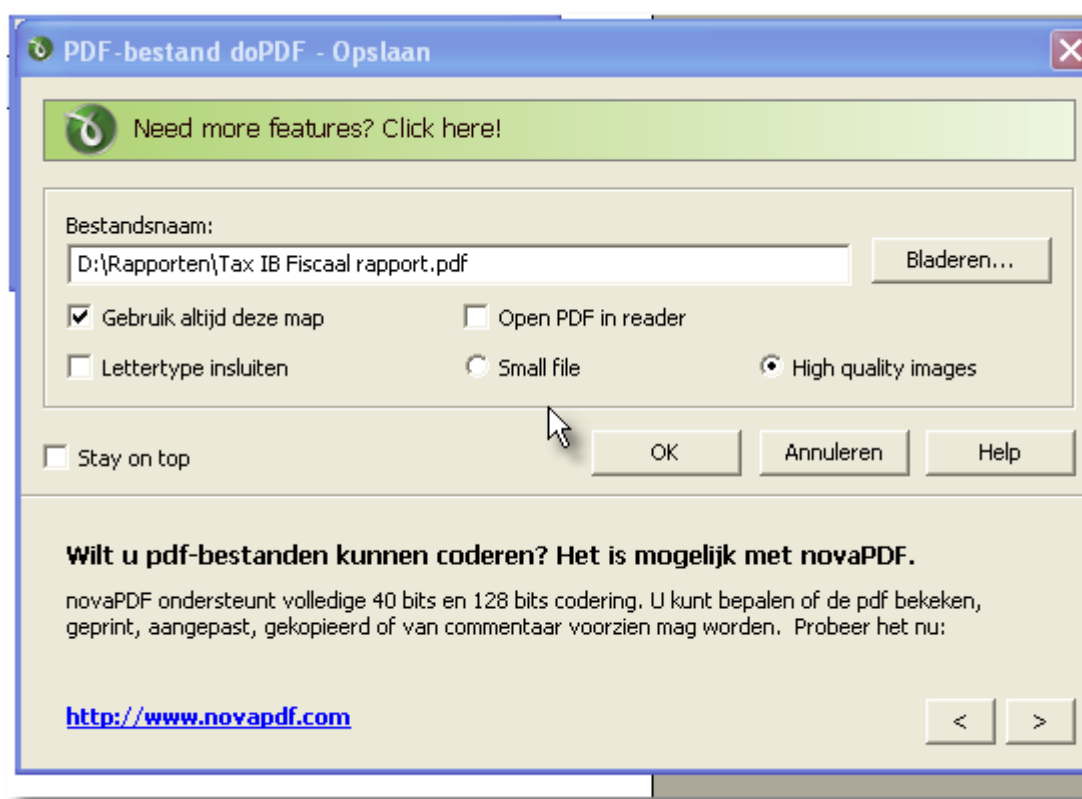 PDF-bestand doPDF - Opslaan
Need more features? Click here!
Bestandsnaam:
D:\Rapporten\Tax IB Fiscaal rapport.pdf
Bladeren...
Gebruik altijd deze map
Open PDF in reader
Lettertype insluiten
Small file
High quality images
Stay on top
OK
Annuleren
Help
Wilt u pdf-bestanden kunnen coderen? Het is mogelijk met novaPDF.
novaPDF ondersteunt volledige 40 bits en 128 bits codering. U kunt bepalen of de pdf bekeken,
geprint, aangepast, gekopieerd of van commentaar voorzien mag worden.  Probeer het nu:
http://www.novapdf.com
< >